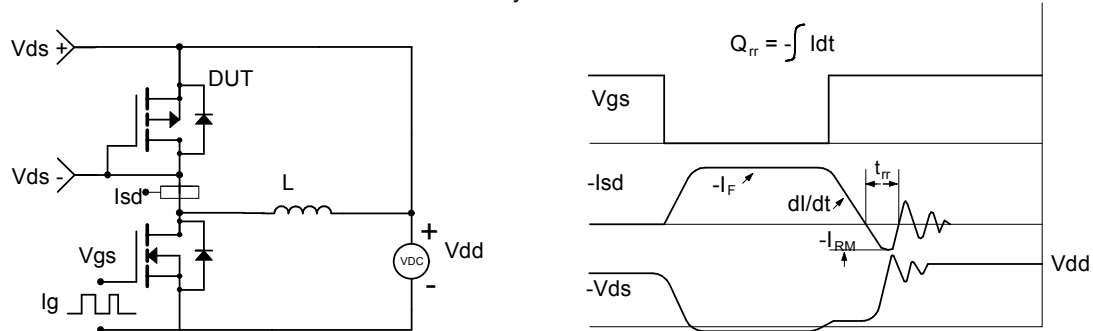 Vds +
DUT
Vds -
Isd
L
Vgs
+
Vdd
VDC
-
Ig
Qrr = -∫ Idt
Vgs
-Isd
-IF
dI/dt
trr
-IRM
Vdd
-Vds